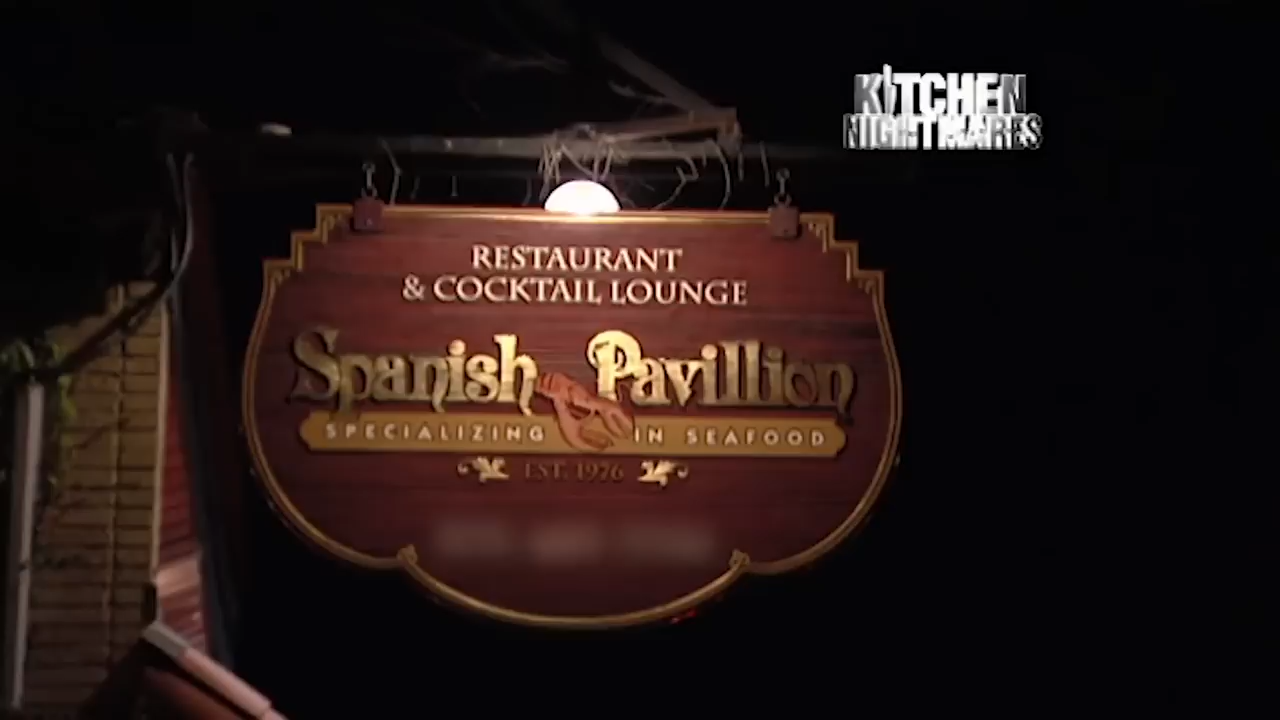 KITCHEN
NIGHTMARES
RESTAURANT
& COCKTAIL LOUNGE
Spanish Pavillion
SPECIALIZING IN SEAFOOD
EST. 1976